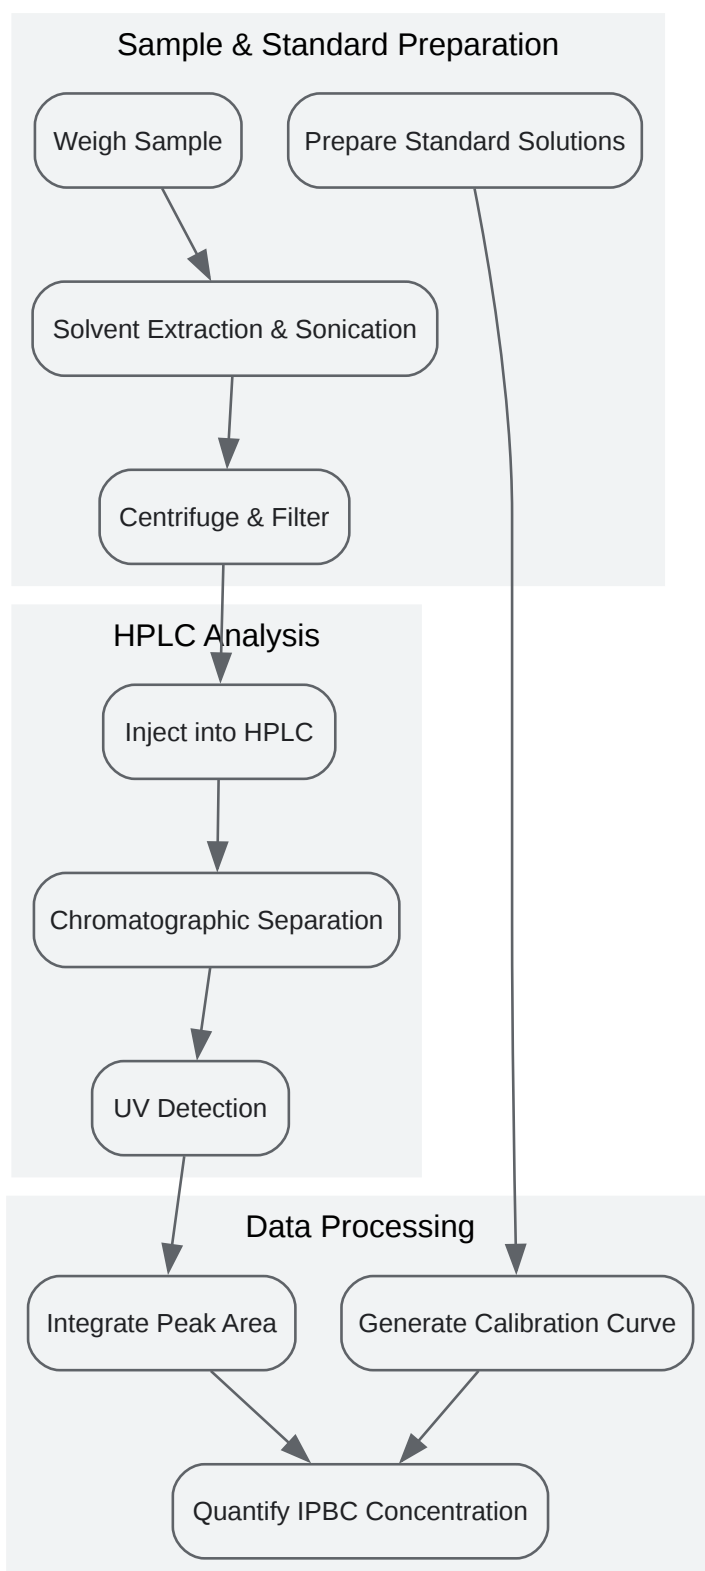 Sample & Standard Preparation
Weigh Sample
Prepare Standard Solutions
Solvent Extraction & Sonication
Centrifuge & Filter
HPLC Analysis
Inject into HPLC
Chromatographic Separation
UV Detection
Data Processing
Integrate Peak Area
Generate Calibration Curve
Quantify IPBC Concentration